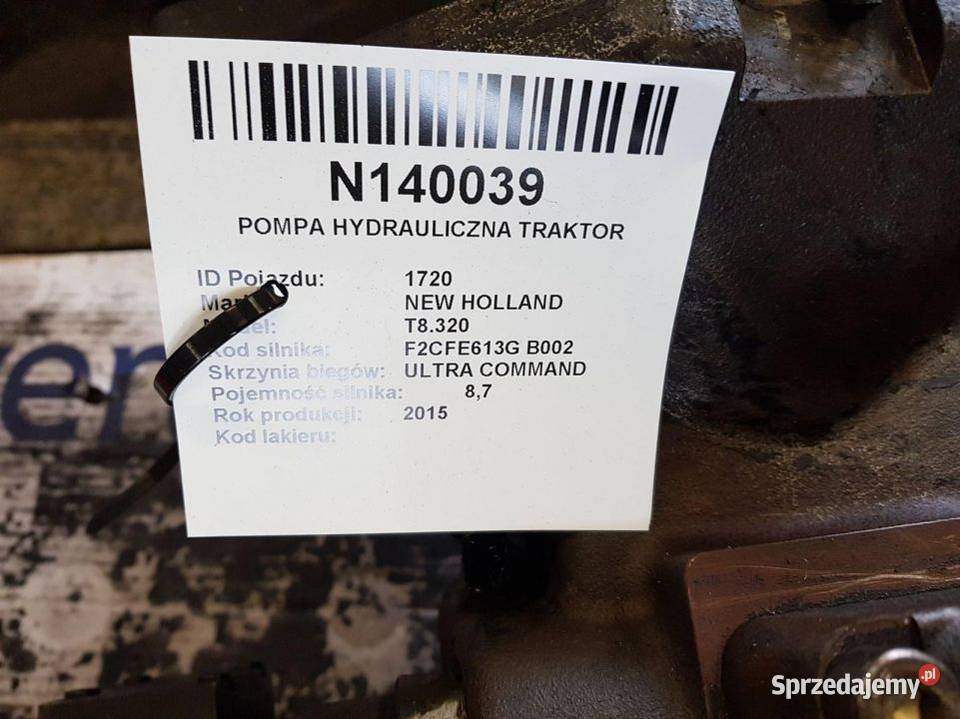 N140039
POMPA HYDRAULICZNA TRAKTOR
ID Pojazdu: 1720
NEW HOLLAND
T8.320
Kod silnika: F2CFE613G B002
Skrzynia biegów: ULTRA COMMAND
Pojemność silnika: 8,7
Rok produkcji: 2015
Kod lakieru:
Sprzedajemy.pl